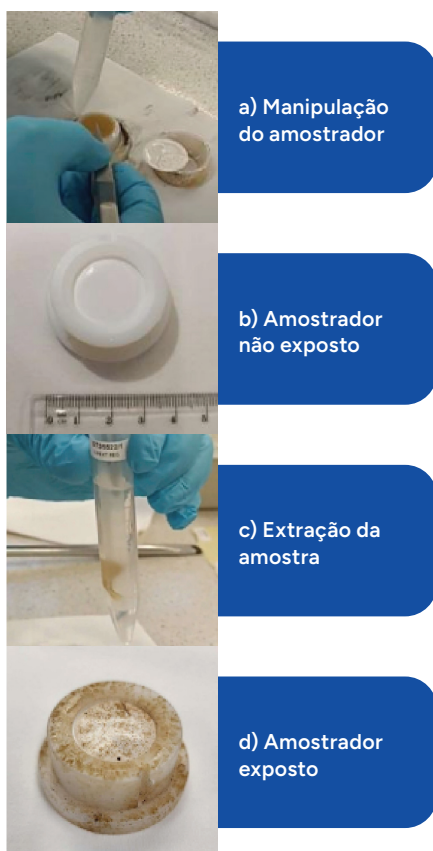 a) Manipulação
do amostrador
b) Amostrador
não exposto
c) Extração da
amostra
d) Amostrador
exposto